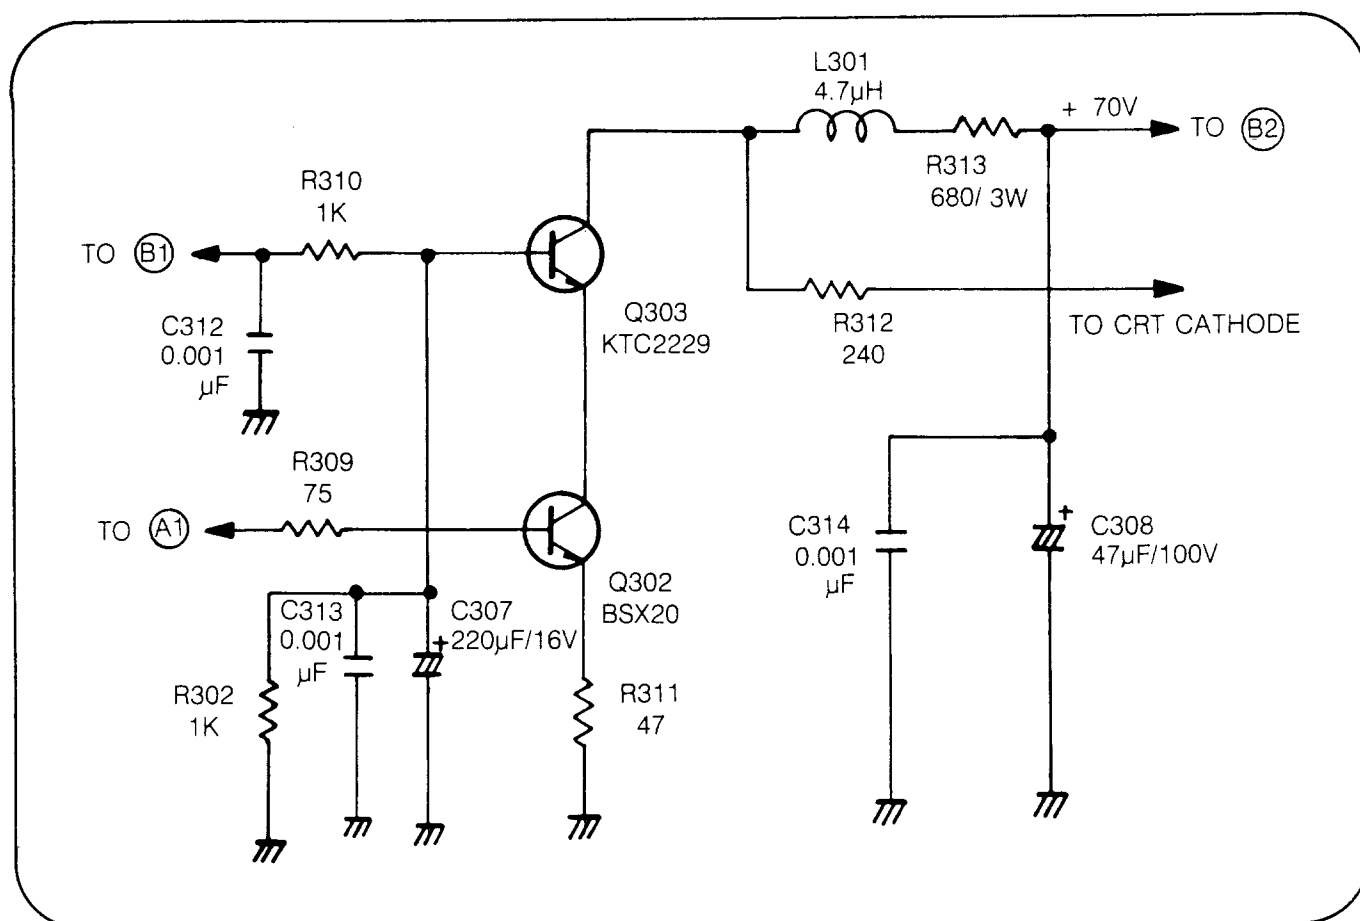 L301
4.7μH
+ 70V
TO B2
R313
680/ 3W
R310
1K
TO B1
C312
0.001
μF
Q303
KTC2229
R312
240
TO CRT CATHODE
R309
75
TO A1
C314
0.001
μF
+
C308
47μF/100V
Q302
BSX20
C313
0.001
μF
C307
+220μF/16V
R302
1K
R311
47